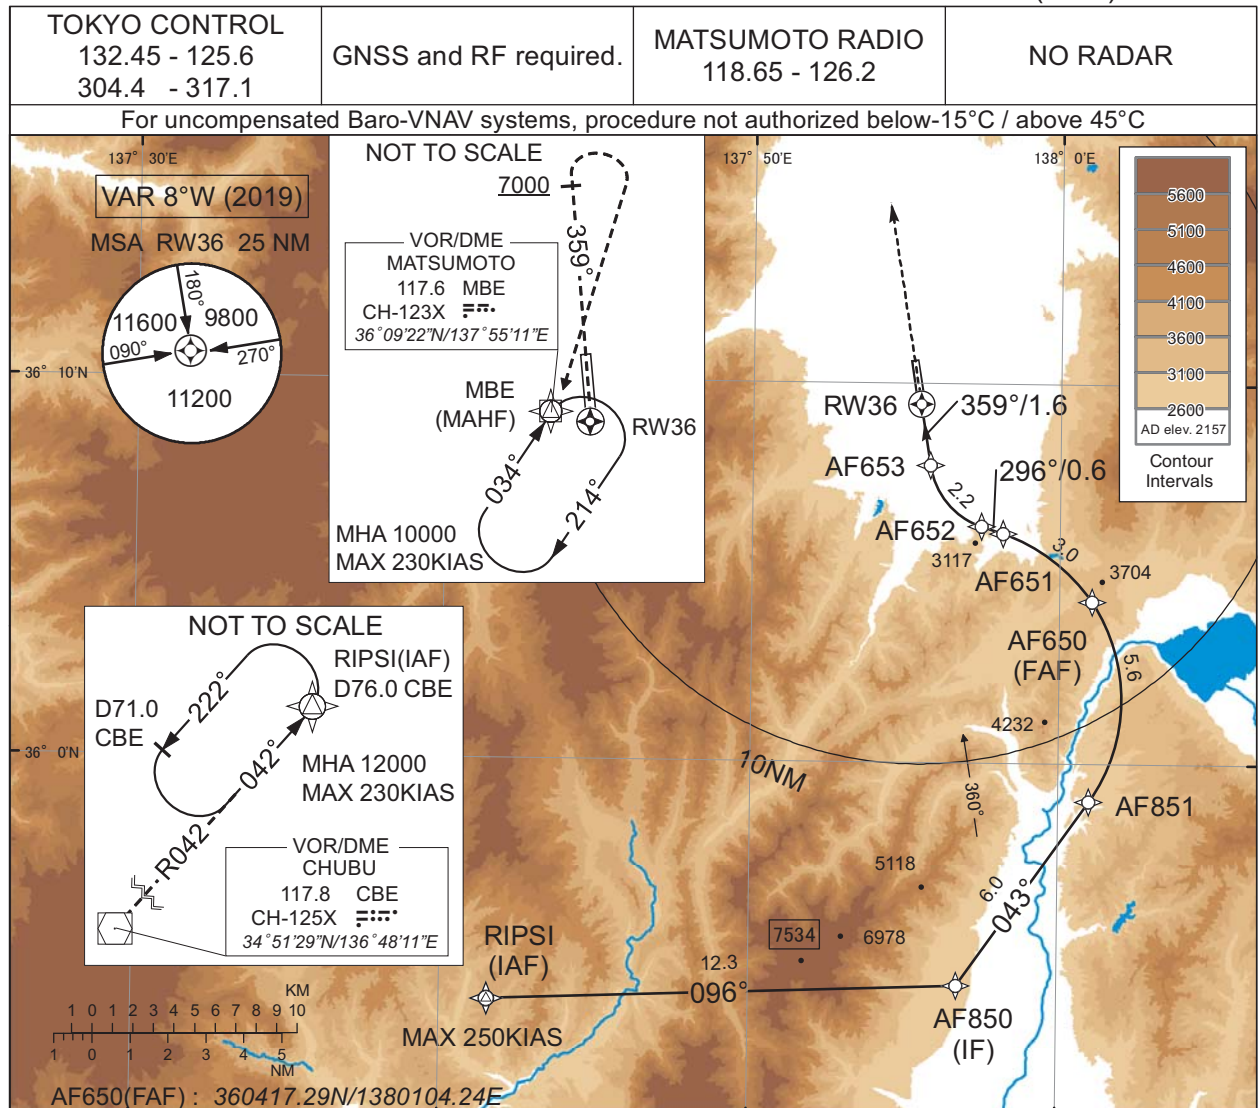 TOKYO CONTROL
132.45 - 125.6
304.4 - 317.1
GNSS and RF required.
MATSUMOTO RADIO
118.65 - 126.2
NO RADAR
For uncompensated Baro-VNAV systems, procedure not authorized below-15°C / above 45°C
137° 30'E
137° 50'E
138° 0'E
36° 10'N
36° 0'N
VAR 8°W (2019)
MSA RW36 25 NM
180°
11600
9800
090°
270°
11200
NOT TO SCALE
7000
359°
VOR/DME
MATSUMOTO
117.6 MBE
CH-123X
36°09'22"N/137°55'11"E
MBE
(MAHF)
RW36
034°
214°
MHA 10000
MAX 230KIAS
5600
5100
4600
4100
3600
3100
2600
AD elev. 2157
Contour
Intervals
RW36
359°/1.6
AF653
296°/0.6
2.2
AF652
3117
3.0
AF651
3704
AF650
(FAF)
5.6
4232
10NM
360°
AF851
NOT TO SCALE
RIPSI(IAF)
D76.0 CBE
D71.0
CBE
222°
042°
MHA 12000
MAX 230KIAS
R042
VOR/DME
CHUBU
117.8 CBE
CH-125X
34°51'29"N/136°48'11"E
5118
6.0
043°
7534
6978
RIPSI
(IAF)
12.3
096°
MAX 250KIAS
AF850
(IF)
KM
1 0 1 2 3 4 5 6 7 8 9 10
1 0 1 2 3 4 5
NM
AF650(FAF) : 360417.29N/1380104.24E